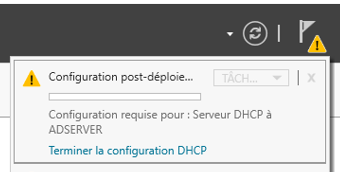 Configuration post-déploie...
TÂCH...
x
Configuration requise pour : Serveur DHCP à
ADSERVER
Terminer la configuration DHCP